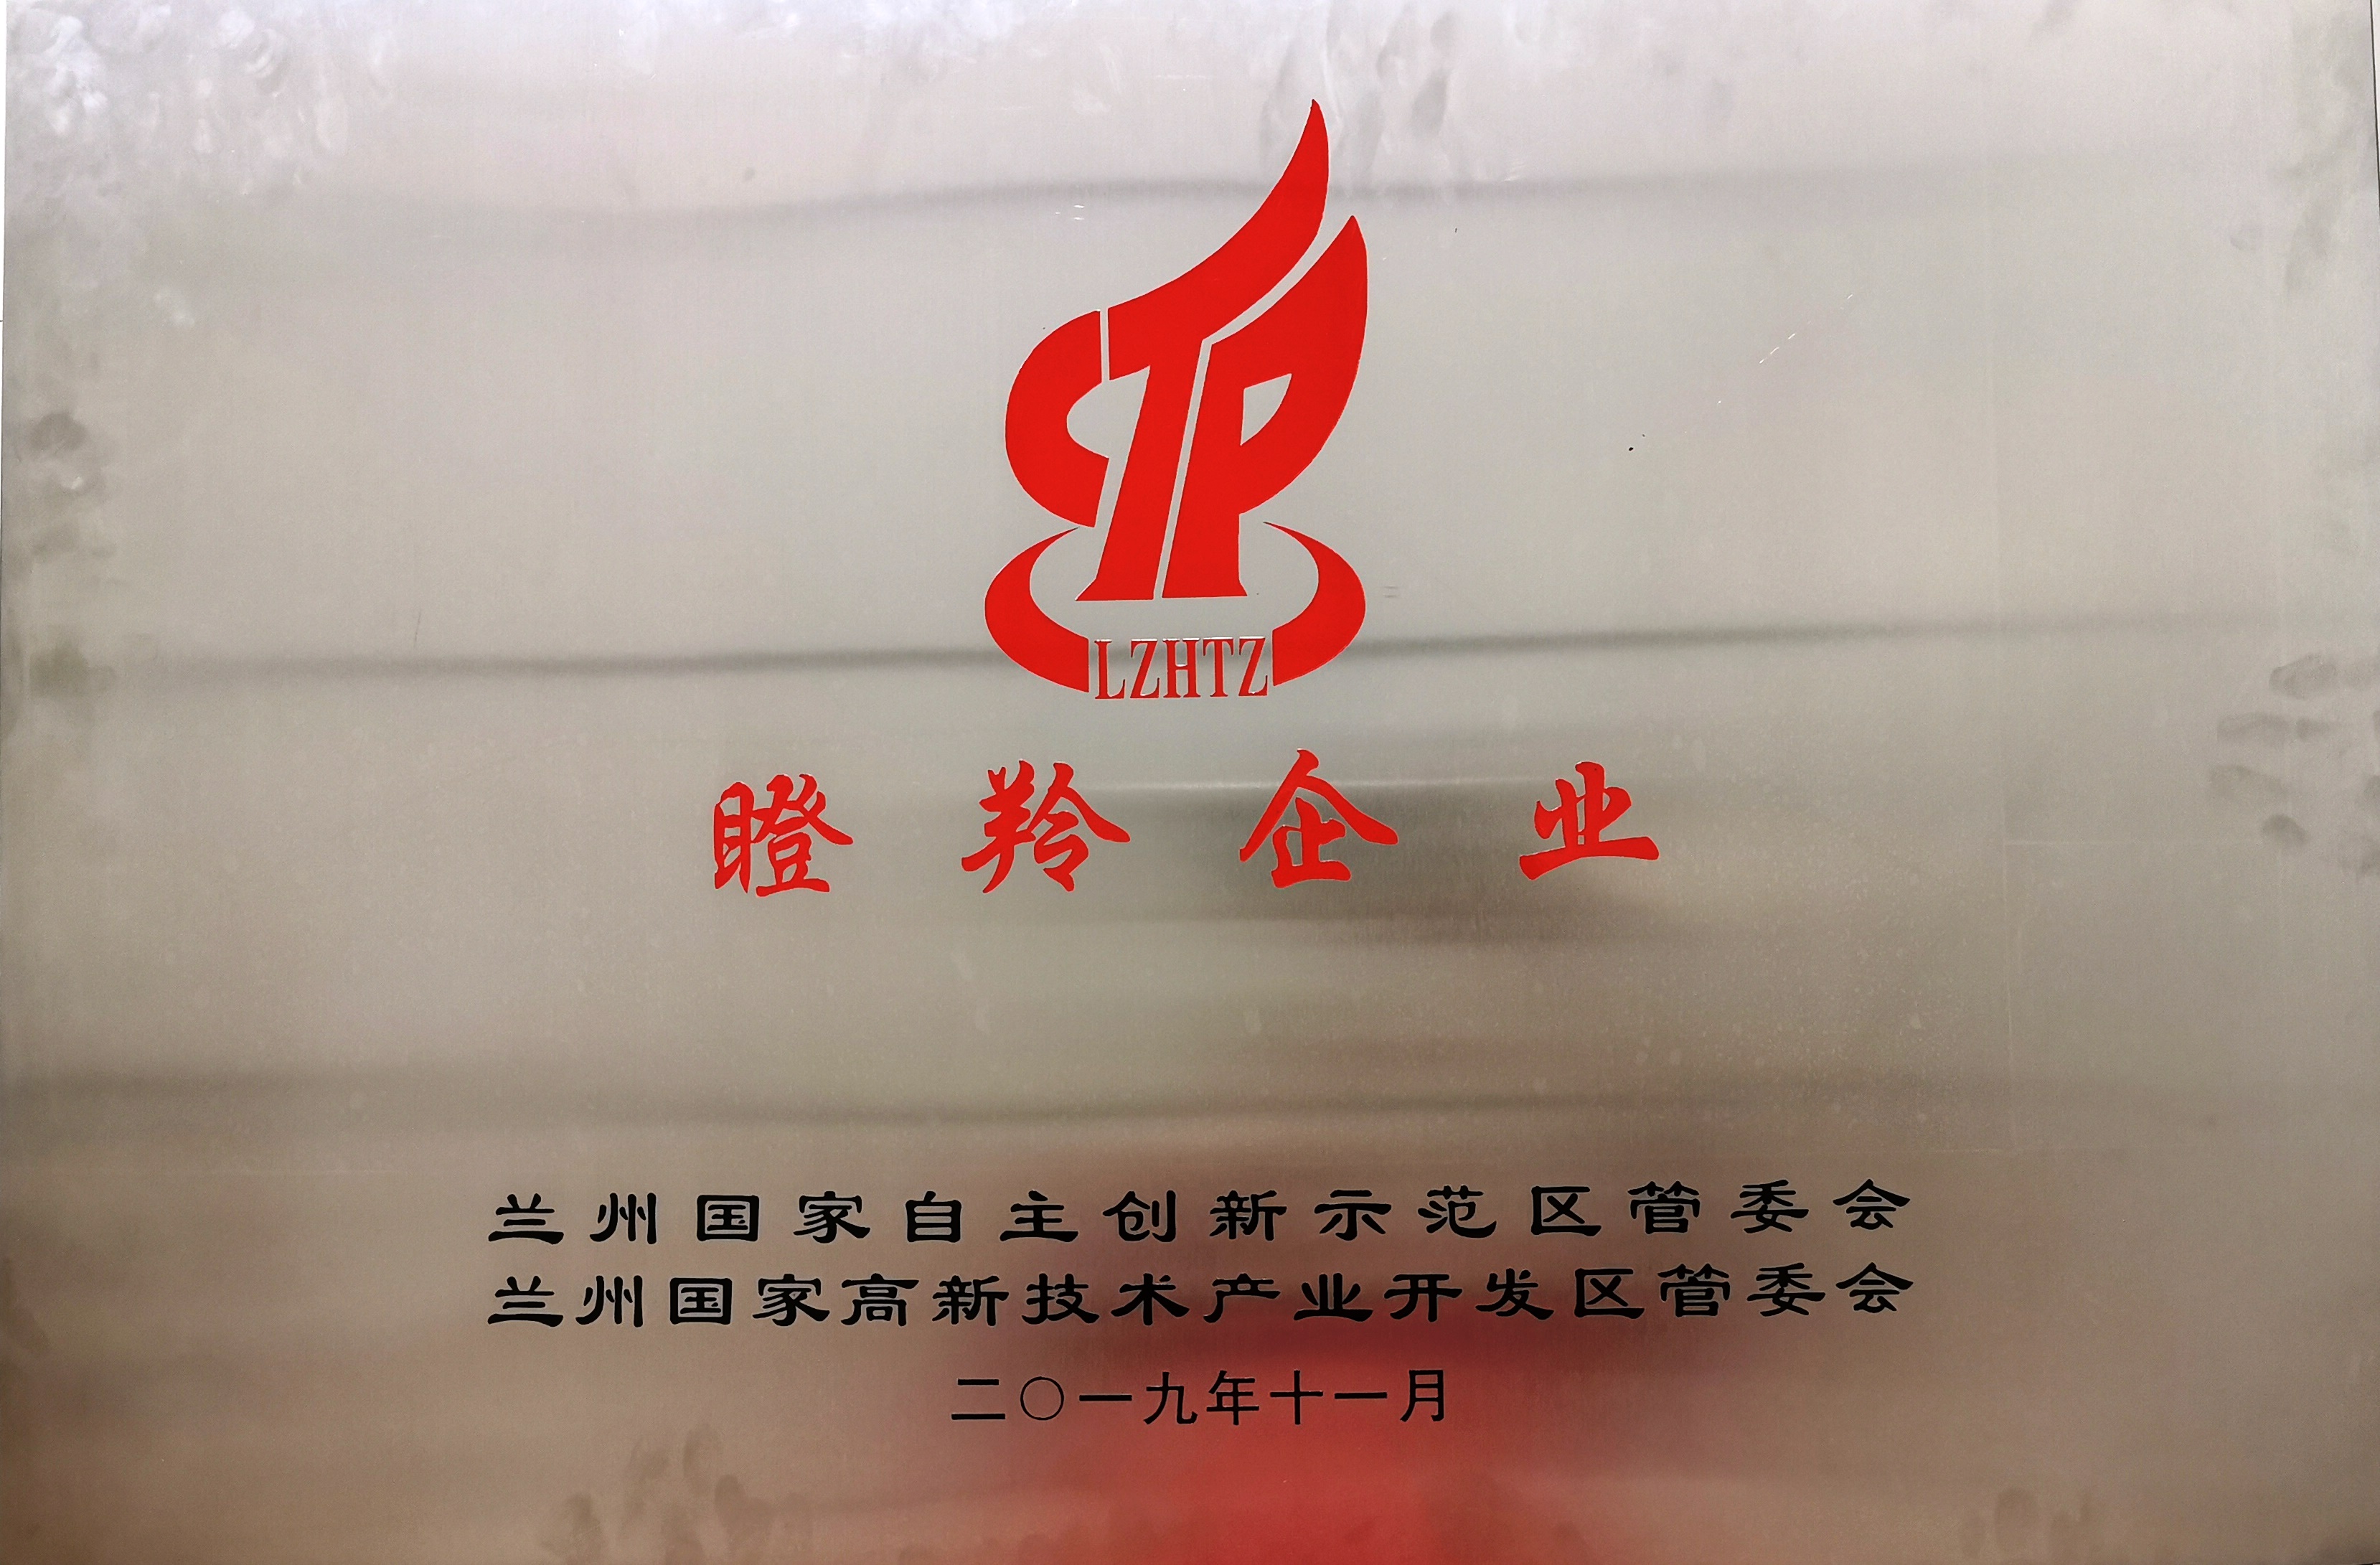 CTP
LZHTZ
瞪羚企业
兰州国家自主创新示范区管委会
兰州国家高新技术产业开发区管委会
二〇一九年十一月